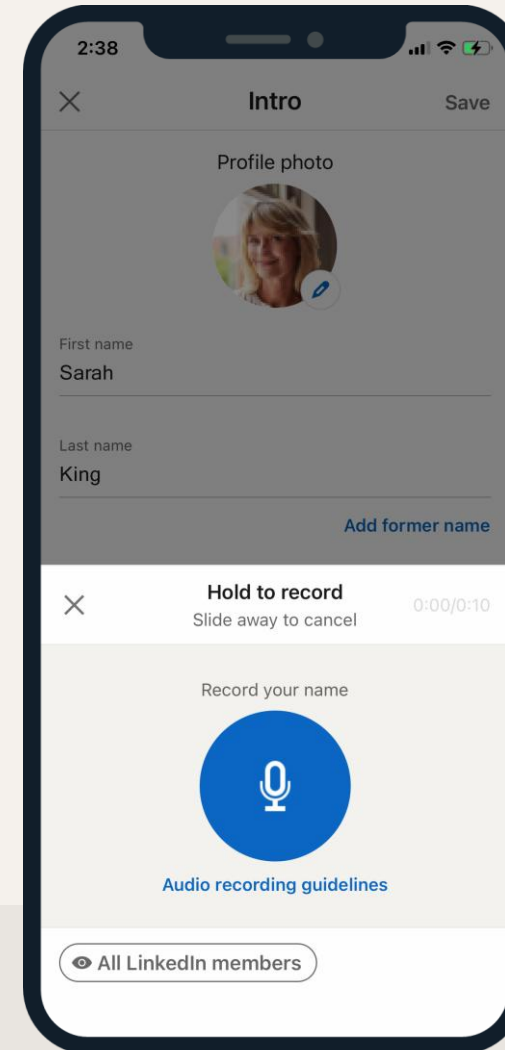 2:38
Intro
Save
Profile photo
First name
Sarah
Last name
King
Add former name
Hold to record
Slide away to cancel
0:00/0:10
Record your name
Audio recording guidelines
All LinkedIn members